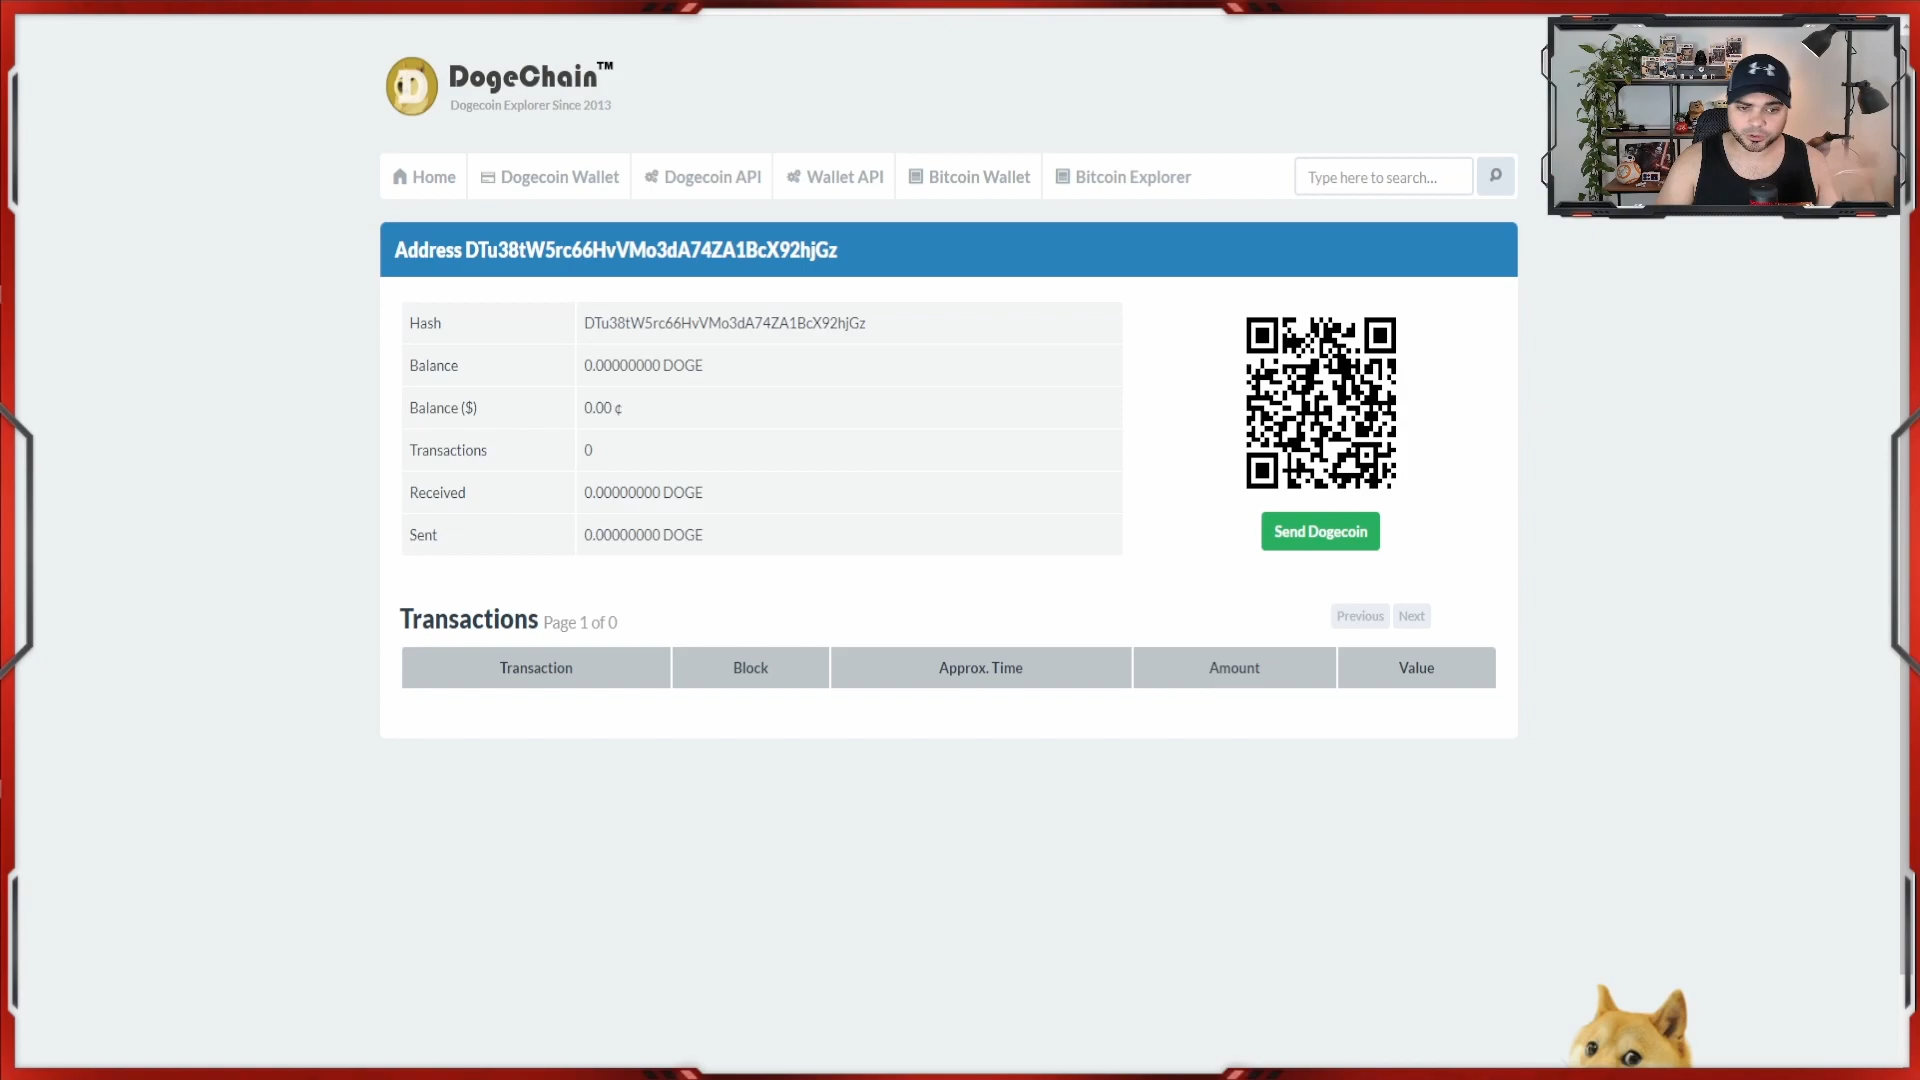 DogeChain™
Dogecoin Explorer Since 2013
Home
Dogecoin Wallet
Dogecoin API
Wallet API
Bitcoin Wallet
Bitcoin Explorer
Type here to search...
Address DTu38tW5rc66HvVMo3dA74ZA1BcX92hjGz
Hash DTu38tW5rc66HvVMo3dA74ZA1BcX92hjGz
Balance 0.00000000 DOGE
Balance ($) 0.00 ¢
Transactions 0
Received 0.00000000 DOGE
Sent 0.00000000 DOGE
Send Dogecoin
Transactions Page 1 of 0
Previous Next
Transaction Block Approx. Time Amount Value